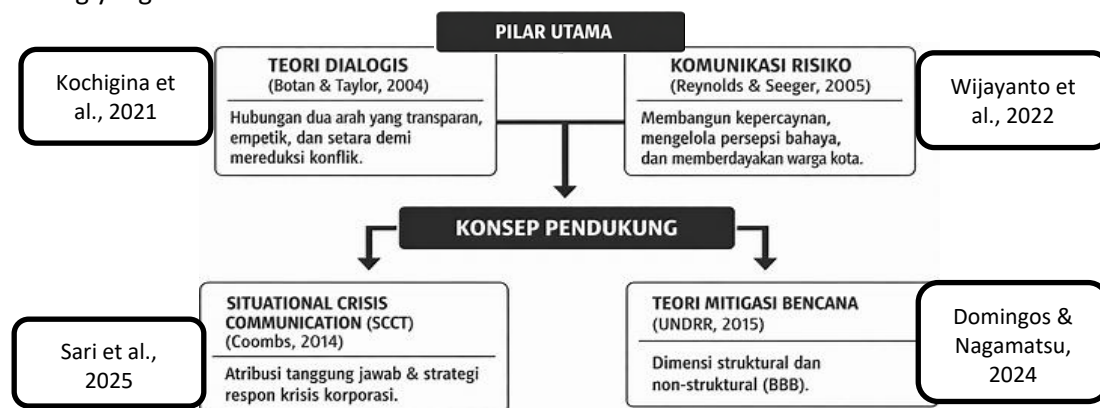 PILAR UTAMA
Kochigina et
al., 2021
TEORI DIALOGIS
(Botan & Taylor, 2004)
Hubungan dua arah yang transparan,
empetik, dan setara demi
mereduksi konflik.
KOMUNIKASI RISIKO
(Reynolds & Seeger, 2005)
Membangun kepercaynan,
mengelola persepsi bahaya,
dan memberdayakan warga kota.
Wijayanto et
al., 2022
KONSEP PENDUKUNG
Sari et al.,
2025
SITUATIONAL CRISIS
COMMUNICATION (SCCT)
(Coombs, 2014)
Atribusi tanggung jawab & strategi
respon krisis korporasi.
TEORI MITIGASI BENCANA
(UNDRR, 2015)
Dimensi struktural dan
non-struktural (BBB).
Domingos &
Nagamatsu,
2024